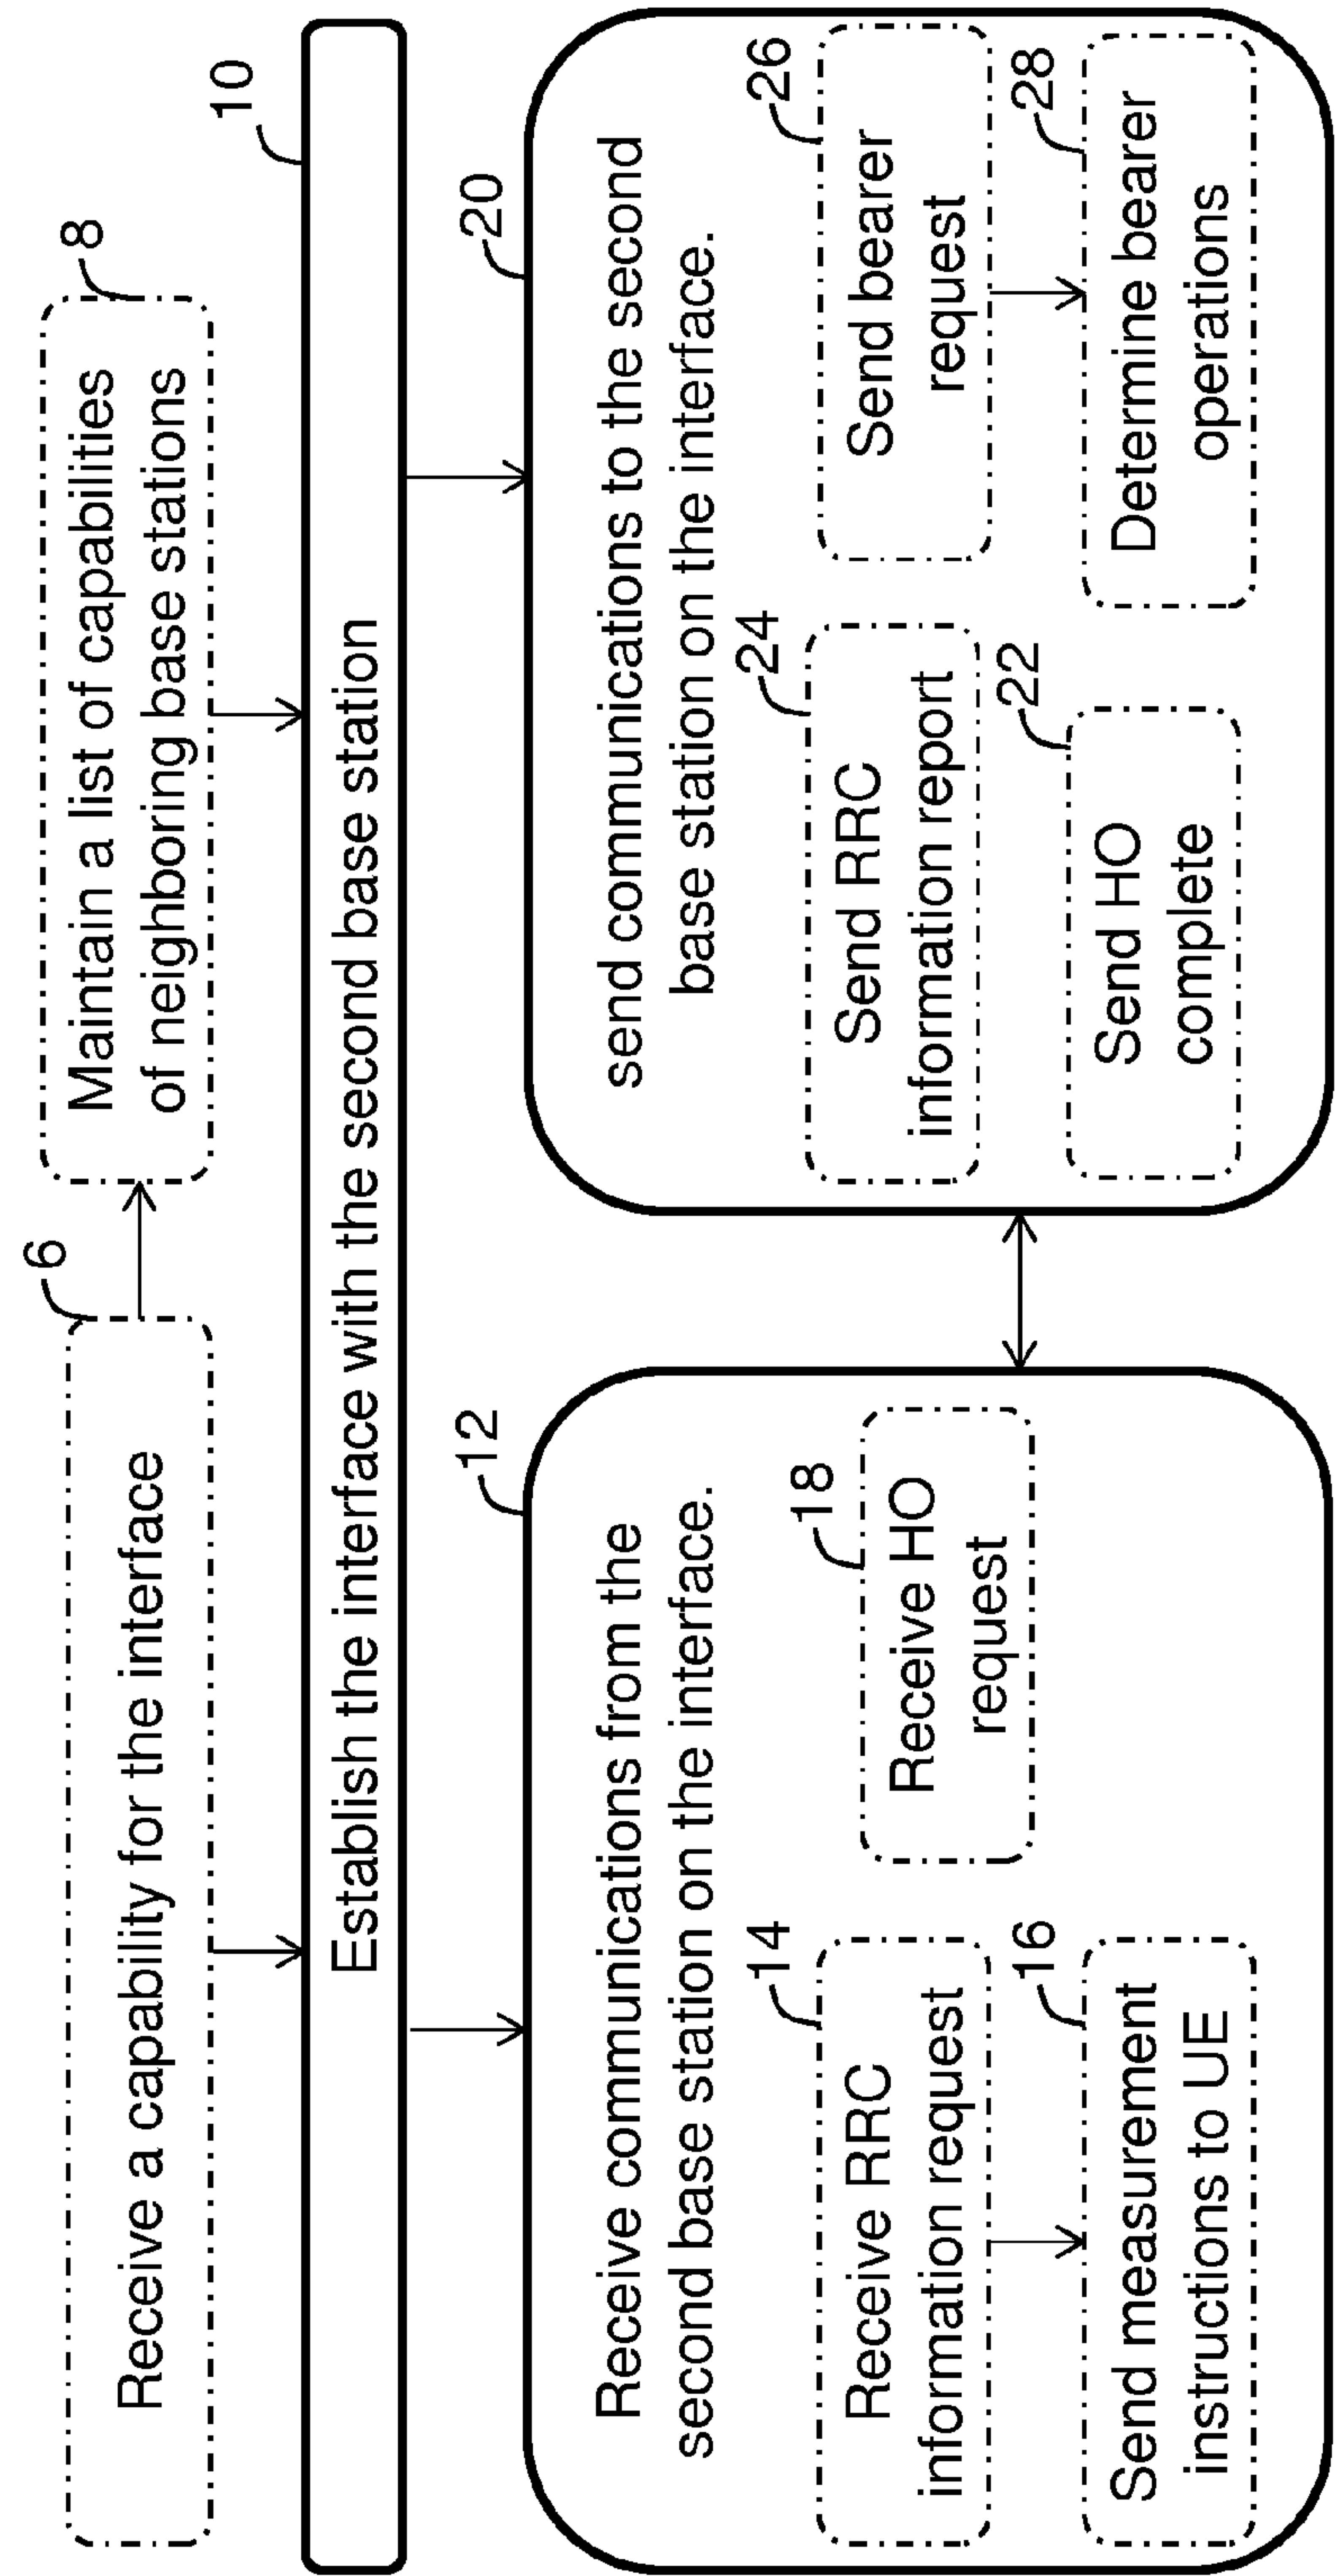 6
Receive a capability for the interface
8
Maintain a list of capabilities
of neighboring base stations
10
Establish the interface with the second base station
12
Receive communications from the
second base station on the interface.
14
Receive RRC
information request
16
Send measurement
instructions to UE
18
Receive HO
request
20
send communications to the second
base station on the interface.
24
Send RRC
information report
22
Send HO
complete
26
Send bearer
request
28
Determine bearer
operations